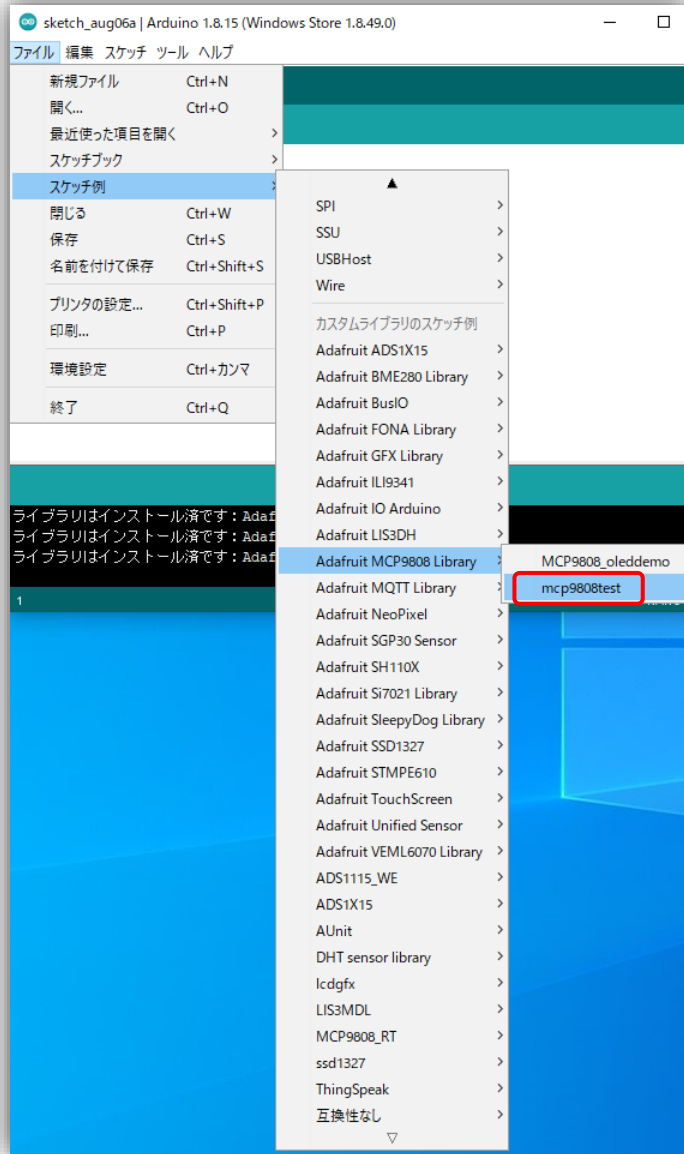 sketch_aug06a | Arduino 1.8.15 (Windows Store 1.8.49.0)
ファイル 編集 スケッチ ツール ヘルプ
新規ファイル Ctrl+N
開く... Ctrl+O
最近使った項目を開く
スケッチブック
スケッチ例
閉じる Ctrl+W
保存 Ctrl+S
名前を付けて保存 Ctrl+Shift+S
プリンタの設定... Ctrl+Shift+P
印刷... Ctrl+P
環境設定 Ctrl+カンマ
終了 Ctrl+Q
SPI
SSU
USBHost
Wire
カスタムライブラリのスケッチ例
Adafruit ADS1X15
Adafruit BME280 Library
Adafruit BusIO
Adafruit FONA Library
Adafruit GFX Library
Adafruit ILI9341
Adafruit IO Arduino
Adafruit LIS3DH
Adafruit MCP9808 Library
Adafruit MQTT Library
Adafruit NeoPixel
Adafruit SGP30 Sensor
Adafruit SH110X
Adafruit Si7021 Library
Adafruit SleepyDog Library
Adafruit SSD1327
Adafruit STMPE610
Adafruit TouchScreen
Adafruit Unified Sensor
Adafruit VEML6070 Library
ADS1115_WE
ADS1X15
AUnit
DHT sensor library
lcdgfx
LIS3MDL
MCP9808_RT
ssd1327
ThingSpeak
互換性なし
MCP9808_oleddemo
mcp9808test
ライブラリはインストール済です：Adaf
ライブラリはインストール済です：Adaf
ライブラリはインストール済です：Adaf
1